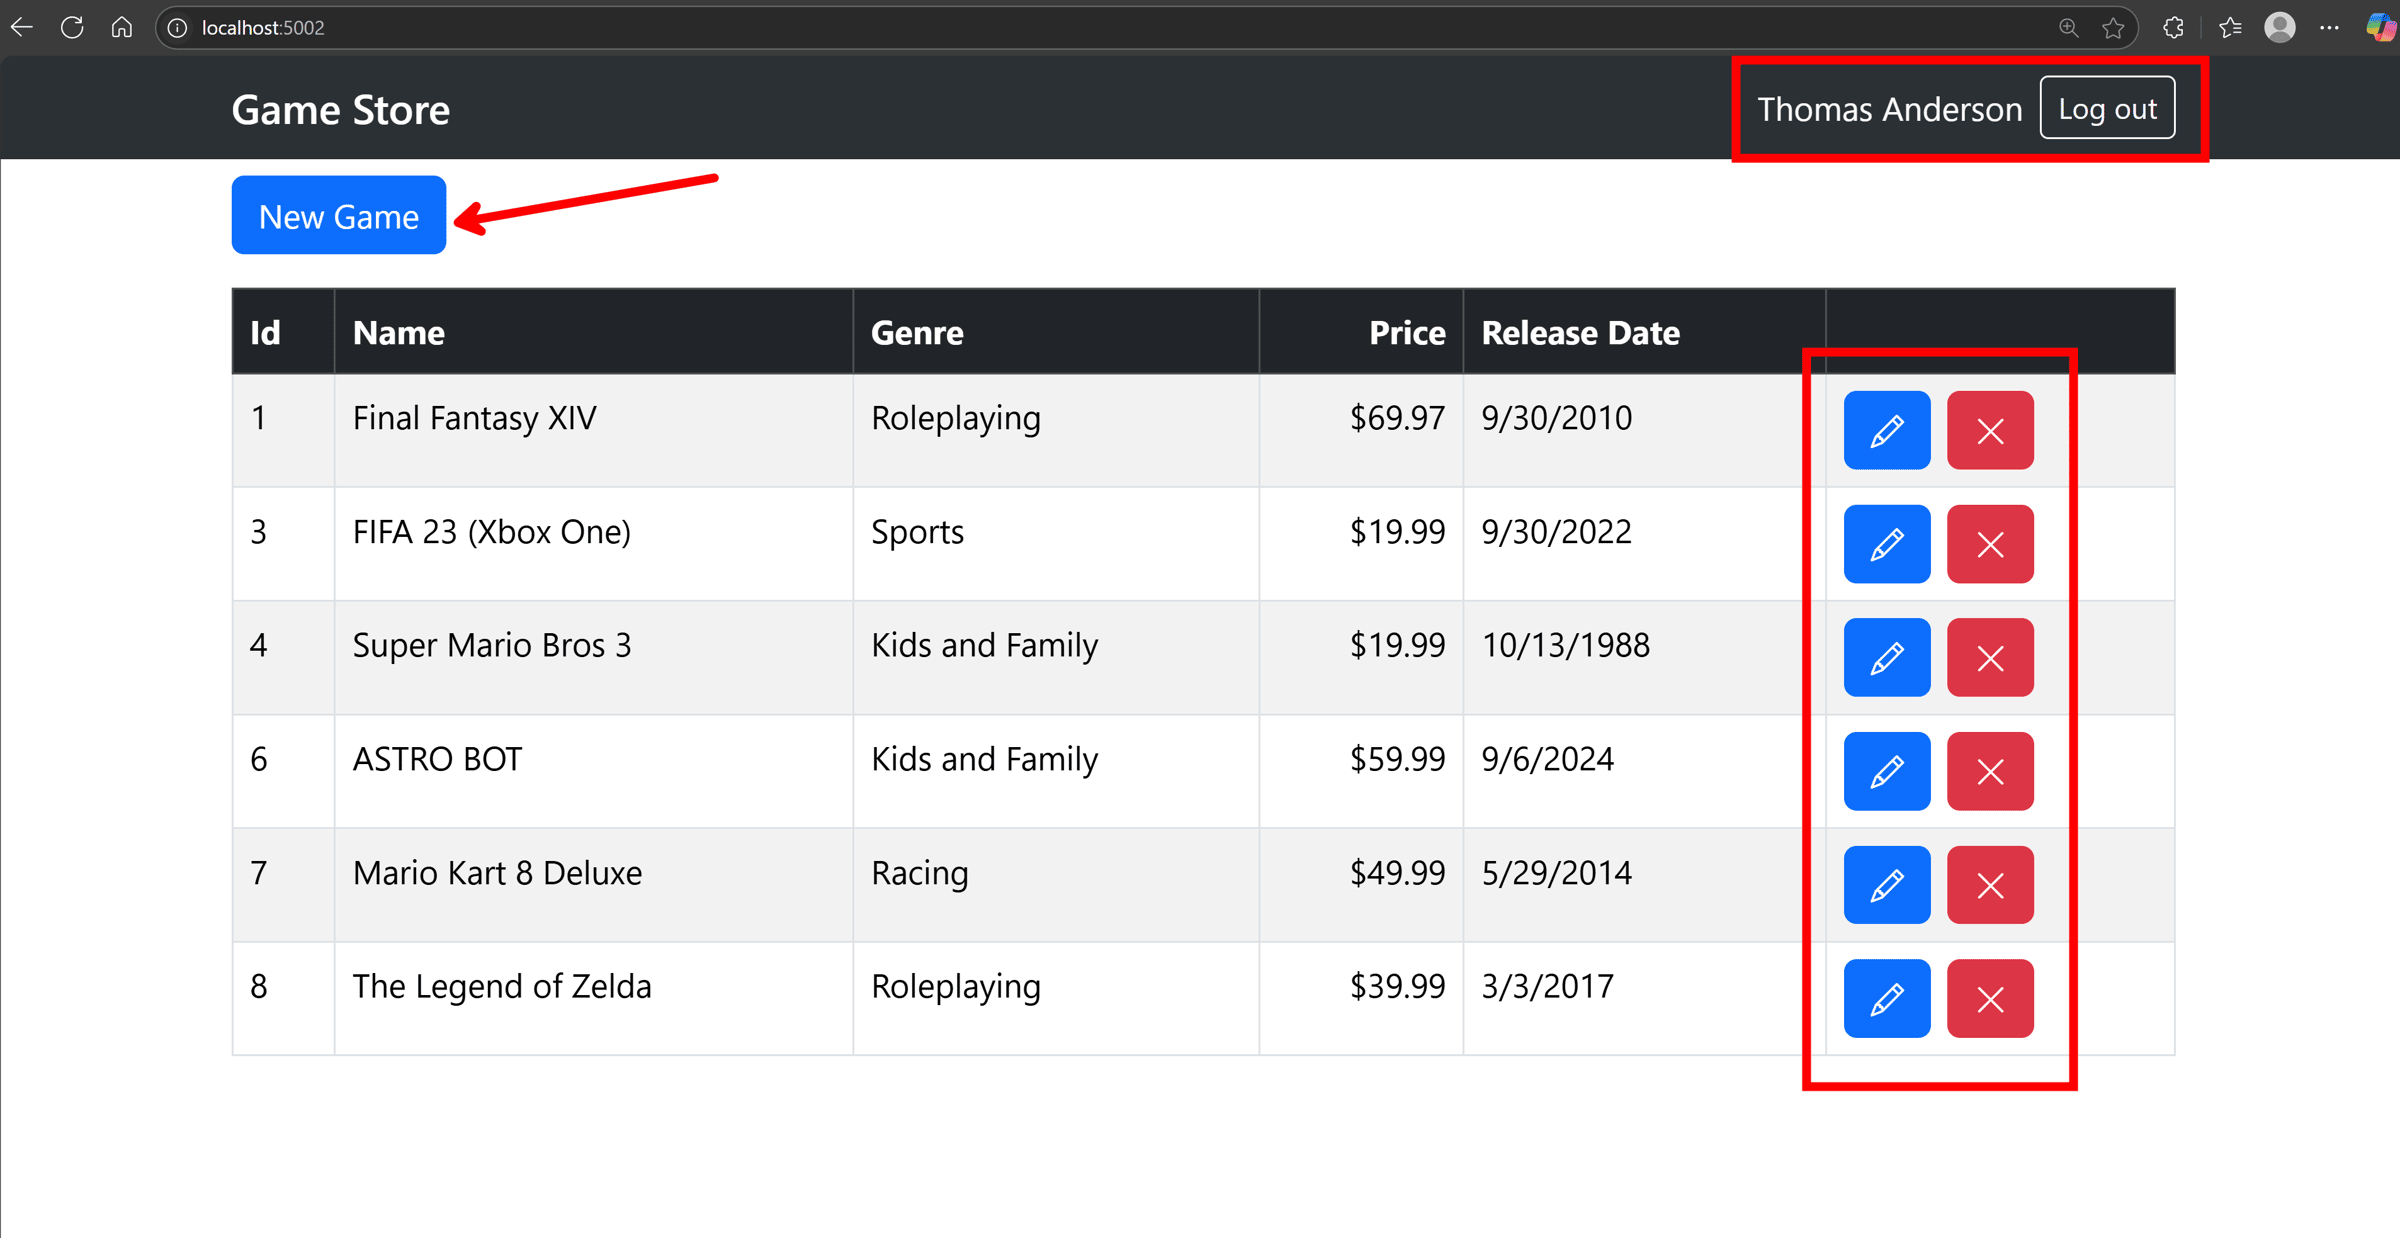 localhost:5002
Game Store
Thomas Anderson Log out
New Game
Id Name Genre Price Release Date
1 Final Fantasy XIV Roleplaying $69.97 9/30/2010
3 FIFA 23 (Xbox One) Sports $19.99 9/30/2022
4 Super Mario Bros 3 Kids and Family $19.99 10/13/1988
6 ASTRO BOT Kids and Family $59.99 9/6/2024
7 Mario Kart 8 Deluxe Racing $49.99 5/29/2014
8 The Legend of Zelda Roleplaying $39.99 3/3/2017